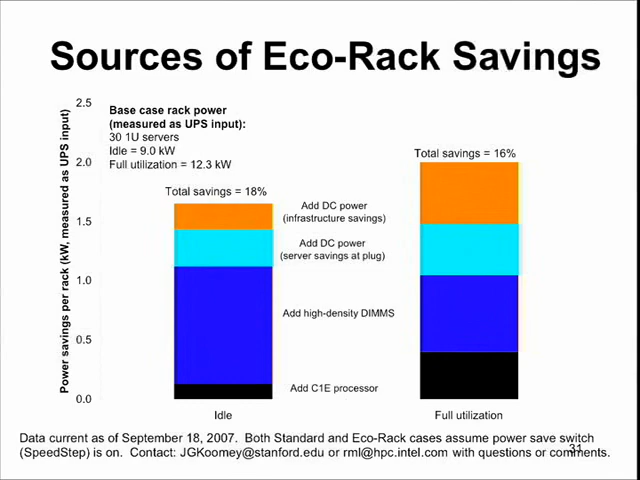 Sources of Eco-Rack Savings
Power savings per rack (kW, measured as UPS input)
2.5
2.0
1.5
1.0
0.5
0.0
Base case rack power
(measured as UPS input):
30 1U servers
Idle = 9.0 kW
Full utilization = 12.3 kW
Total savings = 18%
Total savings = 16%
Add DC power
(infrastructure savings)
Add DC power
(server savings at plug)
Add high-density DIMMS
Add C1E processor
Idle
Full utilization
Data current as of September 18, 2007. Both Standard and Eco-Rack cases assume power save switch
(SpeedStep) is on. Contact: JGKoomey@stanford.edu or rml@hpc.intel.com with questions or comments.
31